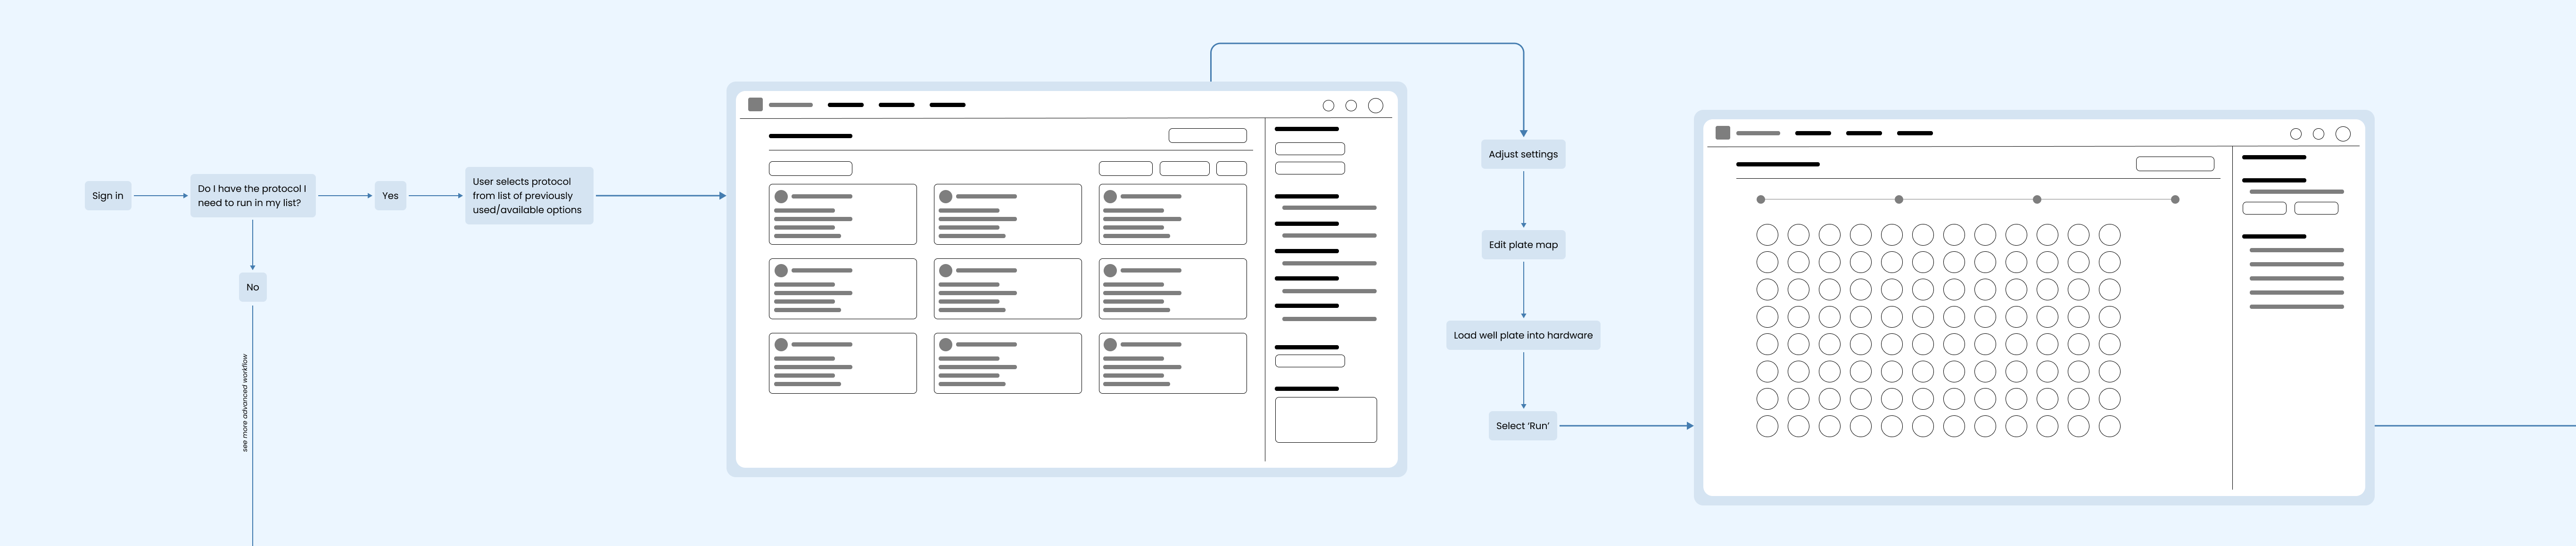 Sign in
Do I have the protocol I
need to run in my list?
Yes
User selects protocol
from list of previously
used/available options
No
see more advanced workflow
Adjust settings
Edit plate map
Load well plate into hardware
Select ‘Run’